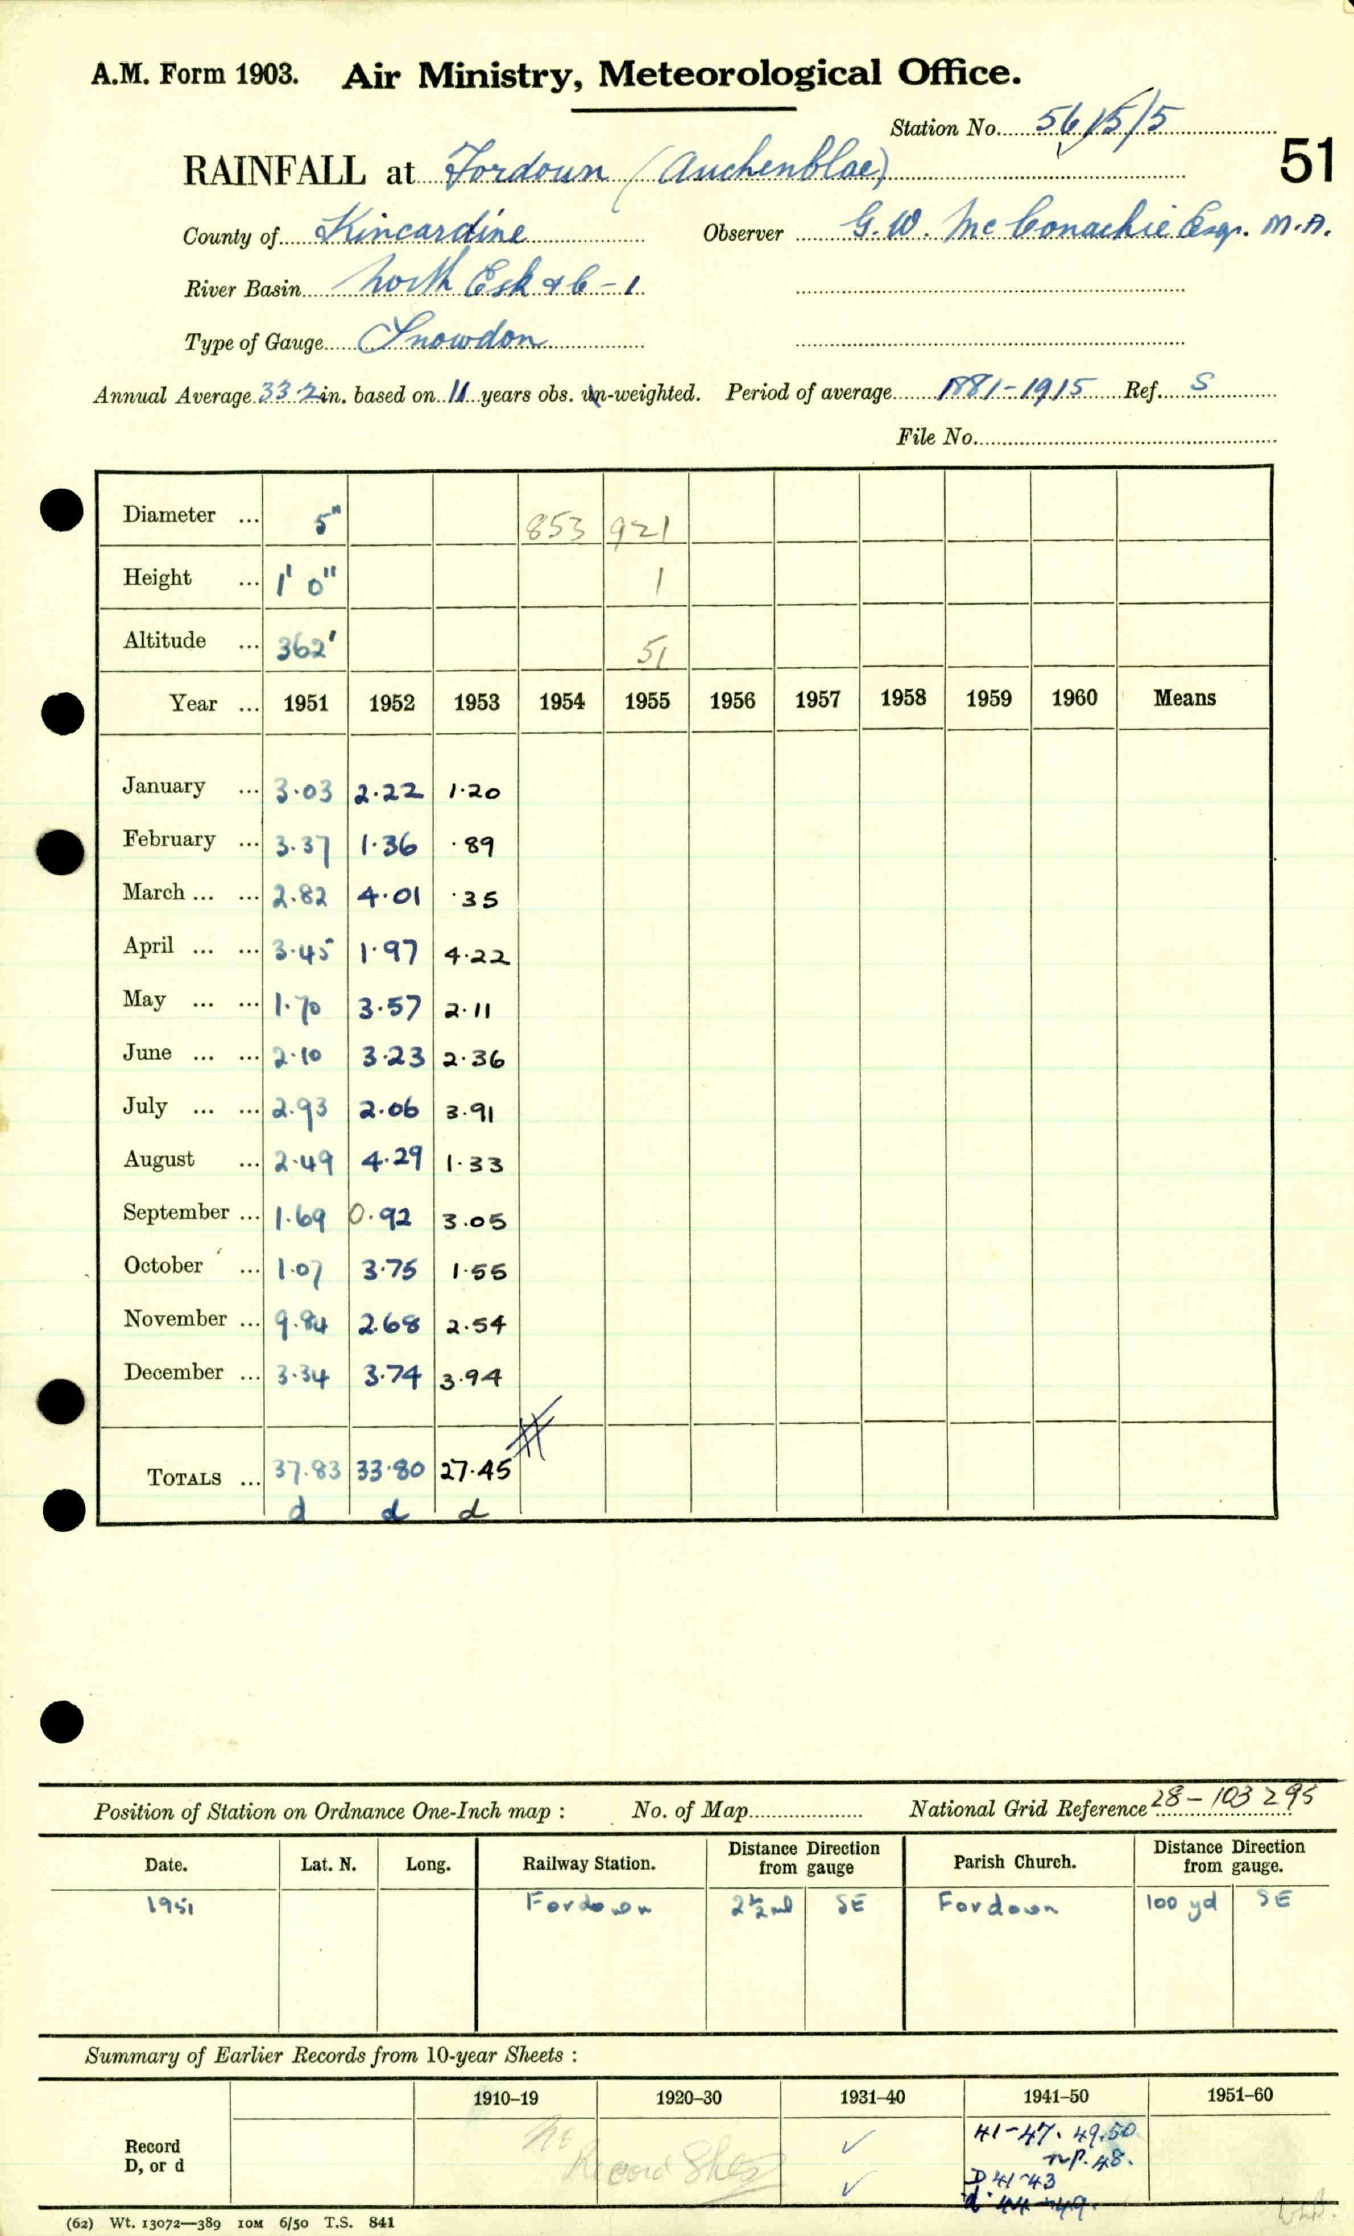 A.M. Form 1903. Air Ministry, Meteorological Office.
Station No. 56/5/5
51
RAINFALL at Fordoun (Auchenblae)
County of Kincardine Observer G. W. McConachie Esqr. M.A.
River Basin North Esk & C - 1
Type of Gauge Snowdon
Annual Average 33.2 in. based on 11 years obs. un-weighted. Period of average 1881-1915 Ref. S
File No.
Diameter ... 5" 853 921
Height ... 1' 0" 1
Altitude ... 362' 51
Year ... 1951 1952 1953 1954 1955 1956 1957 1958 1959 1960 Means
January ... 3.03 2.22 1.20
February ... 3.37 1.36 .89
March ... ... 2.82 4.01 .35
April ... ... 3.45 1.97 4.22
May ... ... 1.70 3.57 2.11
June ... ... 2.10 3.23 2.36
July ... ... 2.93 2.06 3.91
August ... 2.49 4.29 1.33
September ... 1.69 0.92 3.05
October ... 1.07 3.75 1.55
November ... 9.84 2.68 2.54
December ... 3.34 3.74 3.94
TOTALS ... 37.83 33.80 27.45
d d d
Position of Station on Ordnance One-Inch map : No. of Map National Grid Reference 28-103295
Date. Lat. N. Long. Railway Station. Distance from Direction gauge Parish Church. Distance from Direction gauge.
1951 Fordoun 2½ ml SE Fordoun 100 yd SE
Summary of Earlier Records from 10-year Sheets :
1910–19 1920–30 1931–40 1941–50 1951–60
Record D, or d No Record Sheets ✓ ✓ 41-47. 49.50
n.p. 48.
D 41-43
d. 44-49.
(62) Wt. 13072—389 10M 6/50 T.S. 841